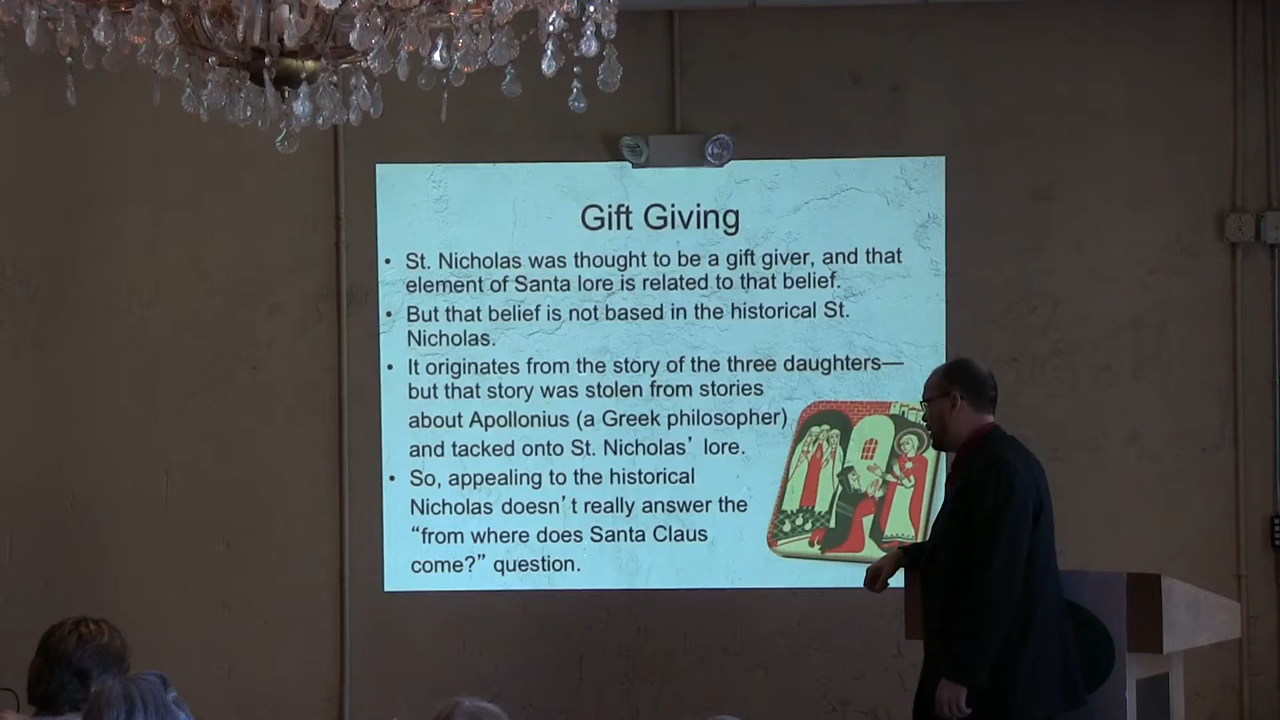 Gift Giving
• St. Nicholas was thought to be a gift giver, and that
element of Santa lore is related to that belief.
• But that belief is not based in the historical St.
Nicholas.
• It originates from the story of the three daughters—
but that story was stolen from stories
about Apollonius (a Greek philosopher)
and tacked onto St. Nicholas’ lore.
• So, appealing to the historical
Nicholas doesn’t really answer the
“from where does Santa Claus
come?” question.